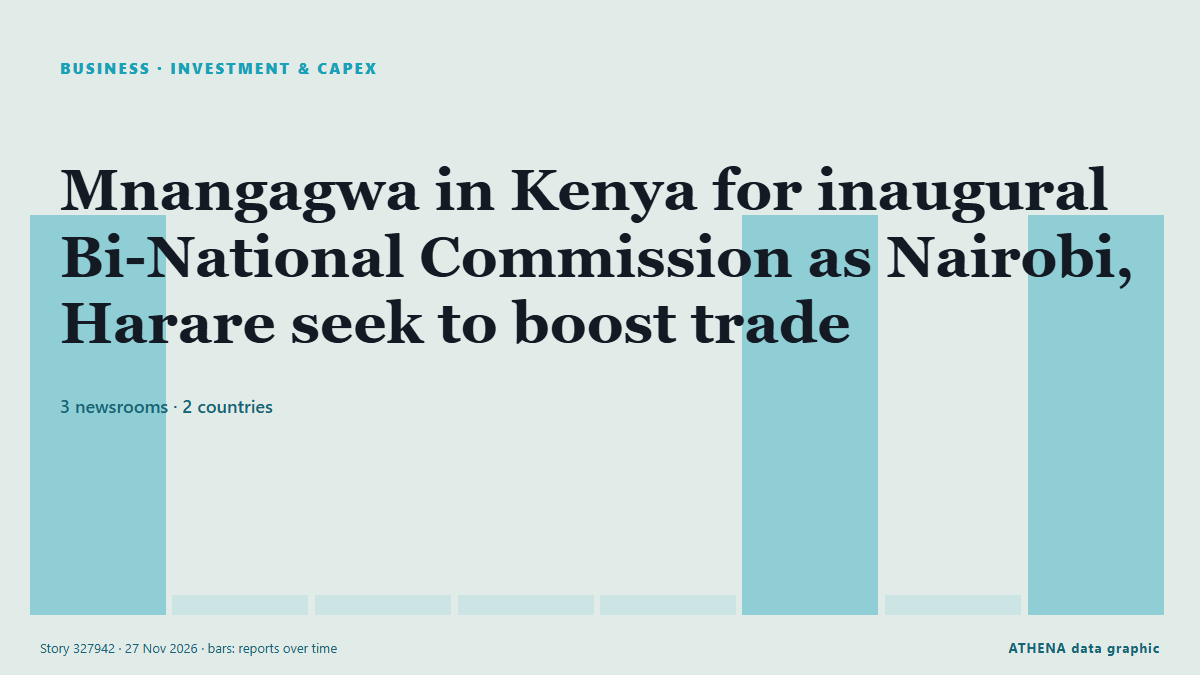 BUSINESS · INVESTMENT & CAPEX
Mnangagwa in Kenya for inaugural
Bi-National Commission as Nairobi,
Harare seek to boost trade
3 newsrooms · 2 countries
Story 327942 · 27 Nov 2026 · bars: reports over time
ATHENA data graphic